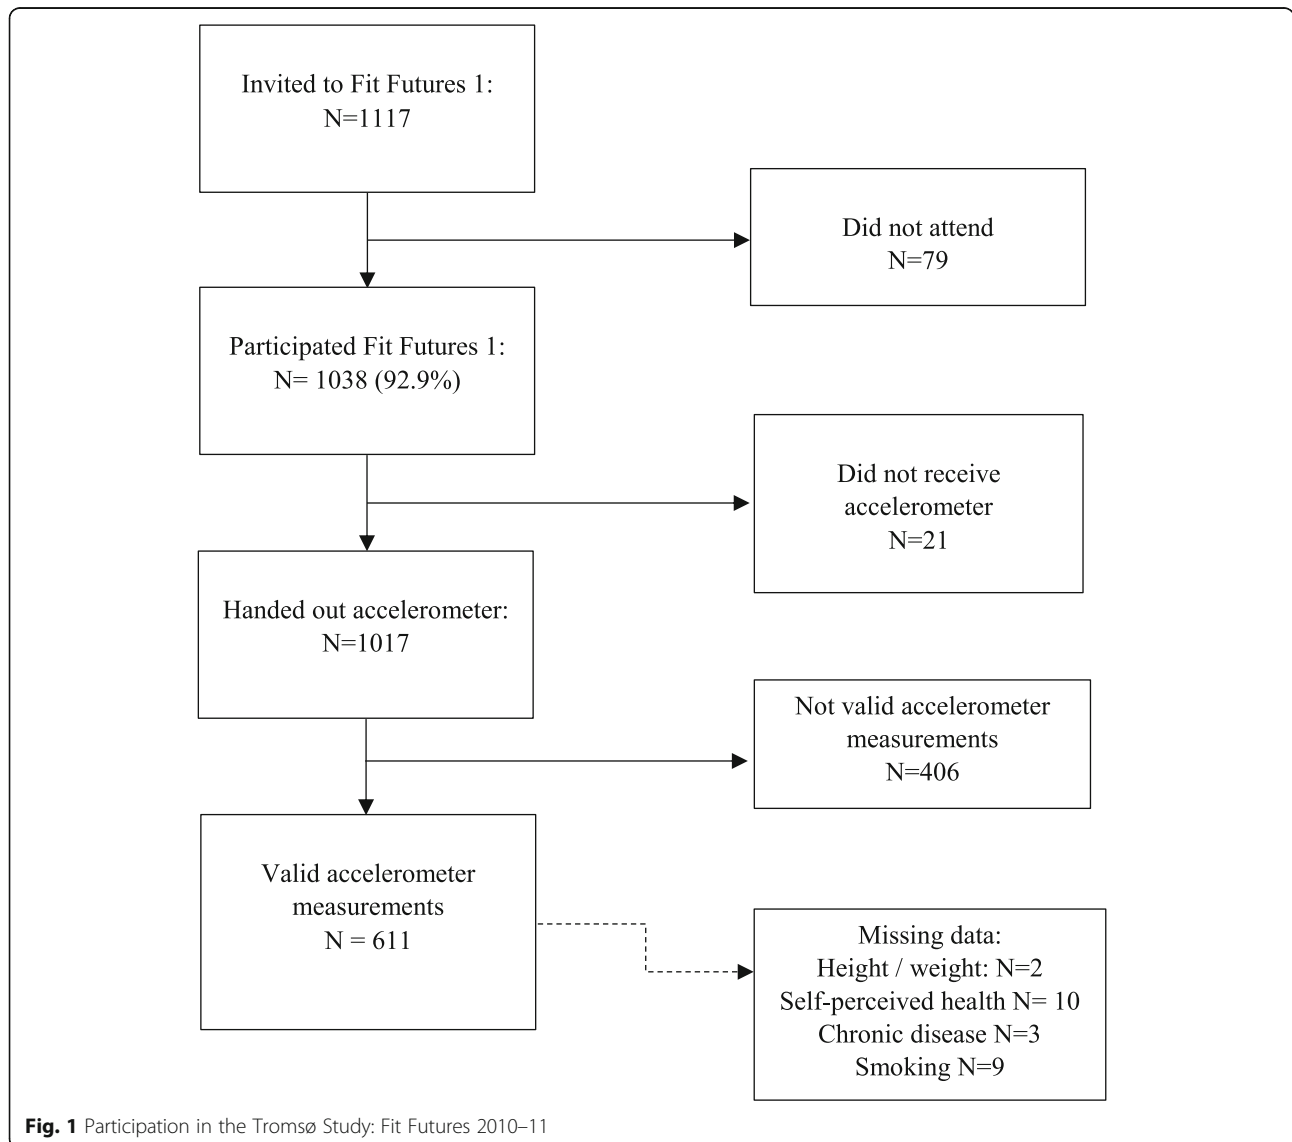 Invited to Fit Futures 1:
N=1117
Did not attend
N=79
Participated Fit Futures 1:
N= 1038 (92.9%)
Did not receive
accelerometer
N=21
Handed out accelerometer:
N=1017
Not valid accelerometer
measurements
N=406
Valid accelerometer
measurements
N = 611
Missing data:
Height / weight: N=2
Self-perceived health N= 10
Chronic disease N=3
Smoking N=9
Fig. 1 Participation in the Tromsø Study: Fit Futures 2010–11